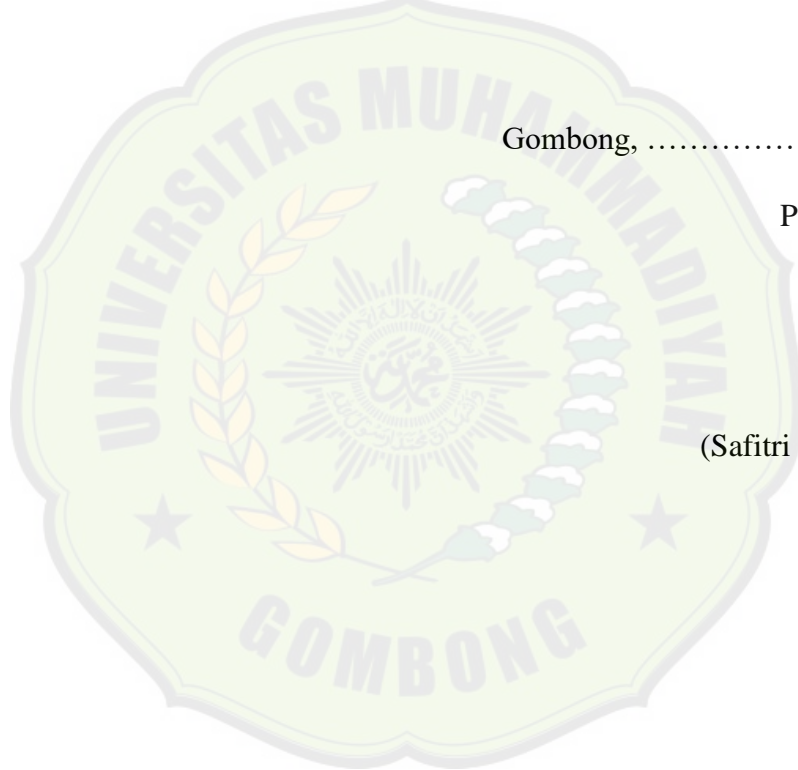 UNIVERSITAS MUHAMMADIYAH
Gombong, ……………
P
(Safitri
GOMBONG